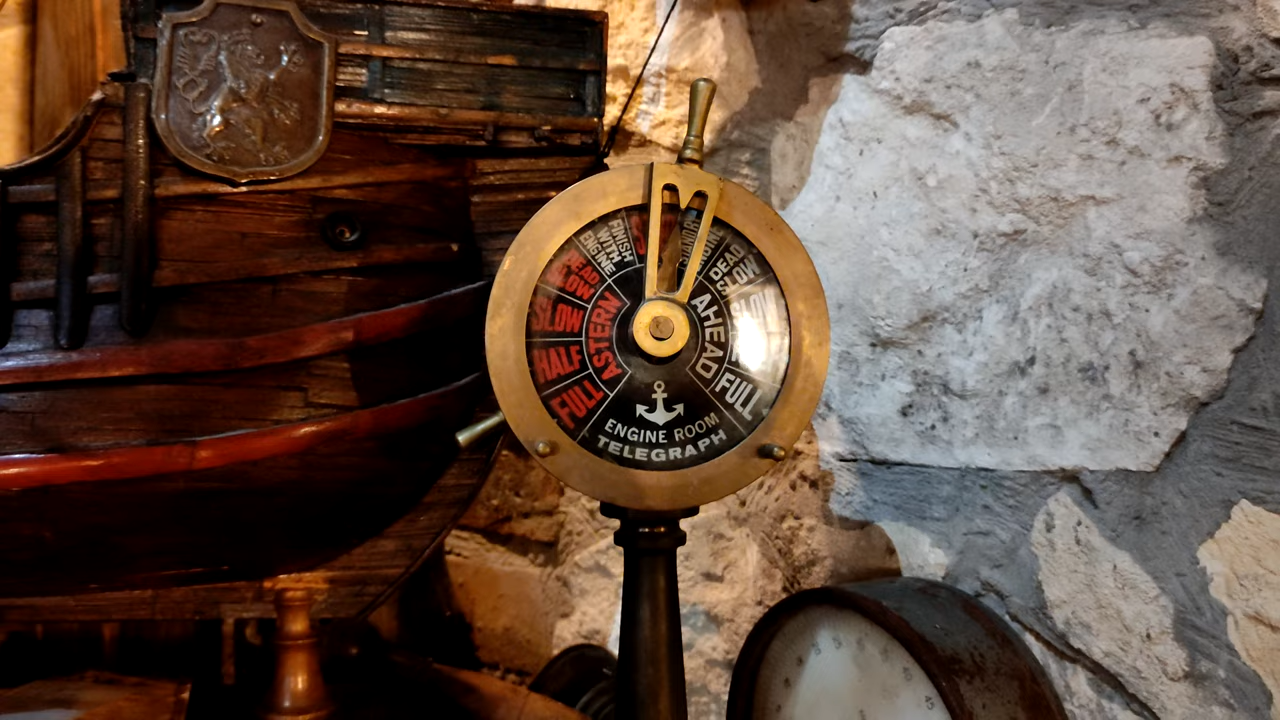 FINISH
WITH
ENGINE
DEAD
SLOW
SLOW
HALF
FULL
ASTERN
DEAD
SLOW
SLOW
FULL
AHEAD
ENGINE ROOM
TELEGRAPH